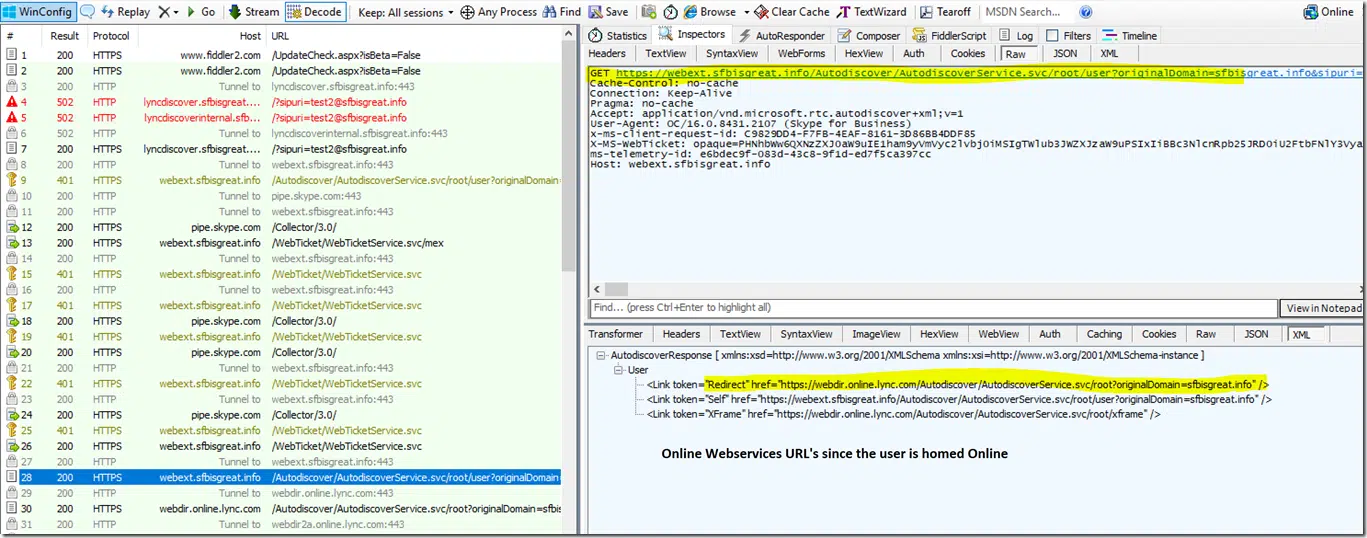 WinConfig Replay Go Stream Decode Keep: All sessions Any Process Find Save Browse Clear Cache TextWizard Tearoff MSDN Search... Online
# Result Protocol Host URL
1 200 HTTPS www.fiddler2.com /UpdateCheck.aspx?isBeta=False
2 200 HTTPS www.fiddler2.com /UpdateCheck.aspx?isBeta=False
3 200 HTTP Tunnel to lyncdiscover.sfbisgreat.info:443
4 502 HTTPS lyncdiscover.sfbisgreat.... /?sipuri=test2@sfbisgreat.info
5 502 HTTPS lyncdiscoverinternal.sfb... /?sipuri=test2@sfbisgreat.info
6 502 HTTP Tunnel to lyncdiscoverinternal.sfbisgreat.info:443
7 200 HTTPS lyncdiscover.sfbisgreat.... /?sipuri=test2@sfbisgreat.info
8 200 HTTP Tunnel to webext.sfbisgreat.info:443
9 401 HTTPS webext.sfbisgreat.info /Autodiscover/AutodiscoverService.svc/root/user?originalDomain=
10 200 HTTP Tunnel to pipe.skype.com:443
11 200 HTTP Tunnel to webext.sfbisgreat.info:443
12 200 HTTPS pipe.skype.com /Collector/3.0/
13 200 HTTPS webext.sfbisgreat.info /WebTicket/WebTicketService.svc/mex
14 200 HTTP Tunnel to webext.sfbisgreat.info:443
15 401 HTTPS webext.sfbisgreat.info /WebTicket/WebTicketService.svc
16 200 HTTP Tunnel to webext.sfbisgreat.info:443
17 401 HTTPS webext.sfbisgreat.info /WebTicket/WebTicketService.svc
18 200 HTTPS pipe.skype.com /Collector/3.0/
19 401 HTTPS webext.sfbisgreat.info /WebTicket/WebTicketService.svc
20 200 HTTPS pipe.skype.com /Collector/3.0/
21 200 HTTP Tunnel to webext.sfbisgreat.info:443
22 401 HTTPS webext.sfbisgreat.info /WebTicket/WebTicketService.svc
23 200 HTTP Tunnel to webext.sfbisgreat.info:443
24 200 HTTPS pipe.skype.com /Collector/3.0/
25 401 HTTPS webext.sfbisgreat.info /WebTicket/WebTicketService.svc
26 200 HTTPS webext.sfbisgreat.info /WebTicket/WebTicketService.svc
27 200 HTTP Tunnel to webext.sfbisgreat.info:443
28 200 HTTPS webext.sfbisgreat.info /Autodiscover/AutodiscoverService.svc/root/user?originalDomain=
29 200 HTTP Tunnel to webdir.online.lync.com:443
30 200 HTTPS webdir.online.lync.com /Autodiscover/AutodiscoverService.svc/root?originalDomain=sfbis
31 200 HTTP Tunnel to webdir2a.online.lync.com:443
Statistics Inspectors AutoResponder Composer FiddlerScript Log Filters Timeline
Headers TextView SyntaxView WebForms HexView Auth Cookies Raw JSON XML
GET https://webext.sfbisgreat.info/Autodiscover/AutodiscoverService.svc/root/user?originalDomain=sfbisgreat.info&sipuri=
Cache-Control: no-cache
Connection: Keep-Alive
Pragma: no-cache
Accept: application/vnd.microsoft.rtc.autodiscover+xml;v=1
User-Agent: OC/16.0.8431.2107 (Skype for Business)
X-ms-client-request-id: C9829DD4-F7FB-4EAF-8161-3D86BB4DDF85
ms-telemetry-id: e6bdec9f-083d-43c8-9f1d-ed7f5ca397cc
Host: webext.sfbisgreat.info
Find... (press Ctrl+Enter to highlight all) View in Notepad
Transformer Headers TextView SyntaxView ImageView HexView WebView Auth Caching Cookies Raw JSON XML
AutodiscoverResponse [ xmlns:xsd=http://www.w3.org/2001/XMLSchema xmlns:xsi=http://www.w3.org/2001/XMLSchema-instance ]
User
<Link token="Redirect" href="https://webdir.online.lync.com/Autodiscover/AutodiscoverService.svc/root?originalDomain=sfbisgreat.info" />
<Link token="Self" href="https://webext.sfbisgreat.info/Autodiscover/AutodiscoverService.svc/root/user?originalDomain=sfbisgreat.info" />
<Link token="XFrame" href="https://webdir.online.lync.com/Autodiscover/AutodiscoverService.svc/root/xframe" />
Online Webservices URL's since the user is homed Online